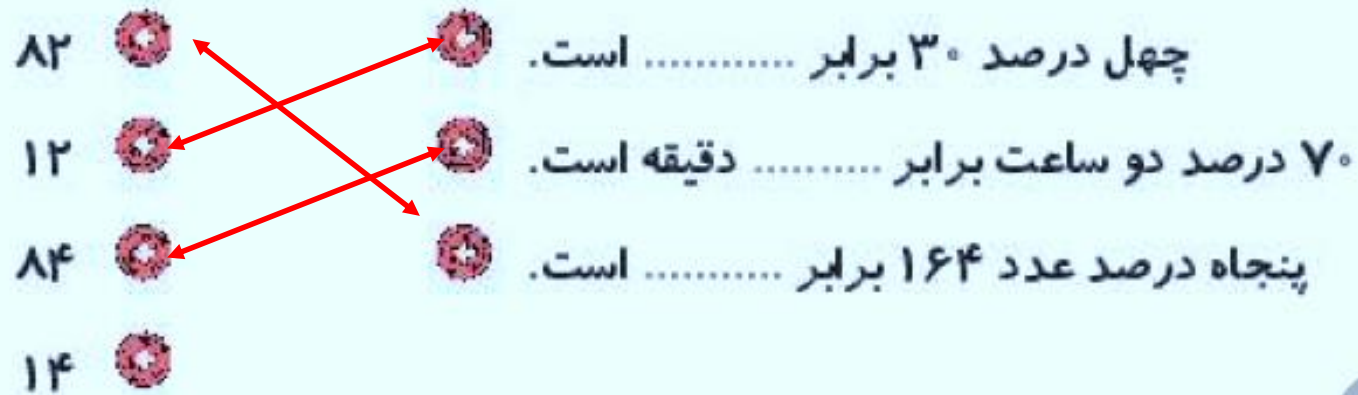 چهل درصد ۳۰ برابر ............ است. ۸۲
۷۰ درصد دو ساعت برابر .......... دقیقه است. ۱۲
پنجاه درصد عدد ۱۶۴ برابر ........... است. ۸۴
۱۴